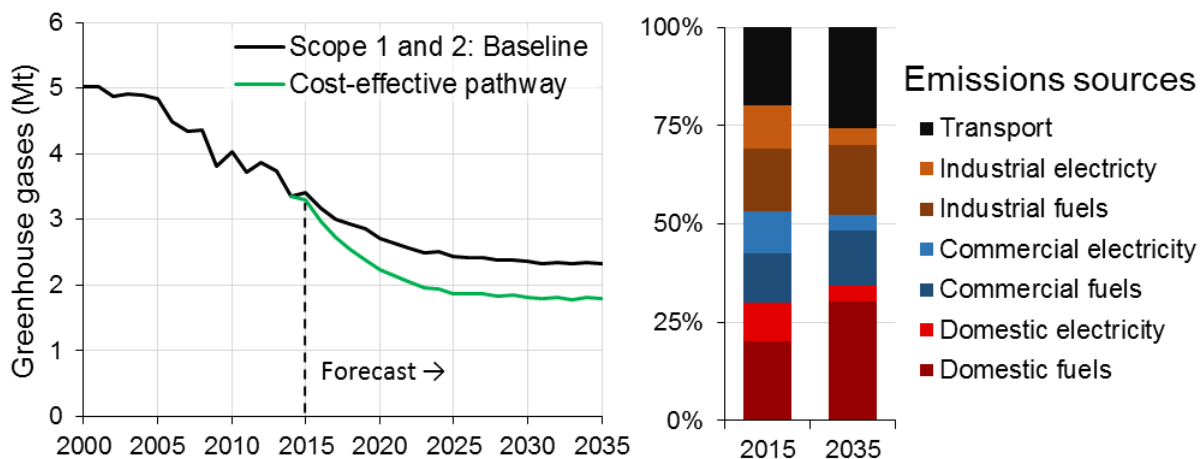 Greenhouse gases (Mt)
6
5
4
3
2
1
0
Scope 1 and 2: Baseline
Cost-effective pathway
Forecast →
2000 2005 2010 2015 2020 2025 2030 2035
100%
75%
50%
25%
0%
2015 2035
Emissions sources
Transport
Industrial electricty
Industrial fuels
Commercial electricity
Commercial fuels
Domestic electricity
Domestic fuels